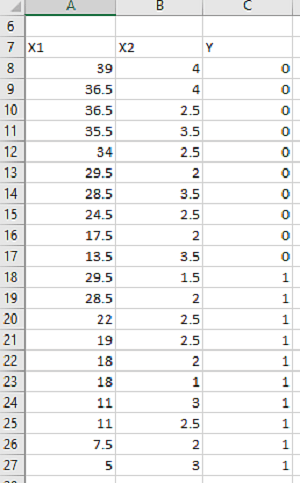 A B C
6
7 X1 X2 Y
8 39 4 0
9 36.5 4 0
10 36.5 2.5 0
11 35.5 3.5 0
12 34 2.5 0
13 29.5 2 0
14 28.5 3.5 0
15 24.5 2.5 0
16 17.5 2 0
17 13.5 3.5 0
18 29.5 1.5 1
19 28.5 2 1
20 22 2.5 1
21 19 2.5 1
22 18 2 1
23 18 1 1
24 11 3 1
25 11 2.5 1
26 7.5 2 1
27 5 3 1